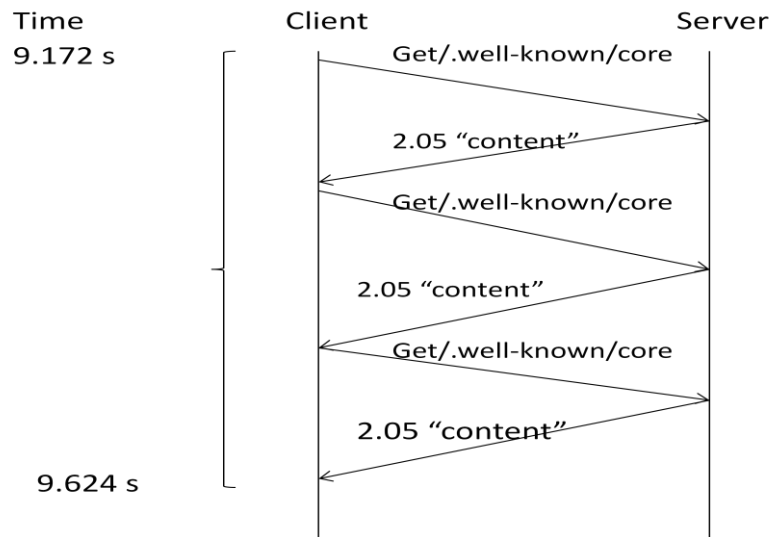 Time Client Server
9.172 s Get/.well-known/core
2.05 “content”
Get/.well-known/core
2.05 “content”
Get/.well-known/core
2.05 “content”
9.624 s